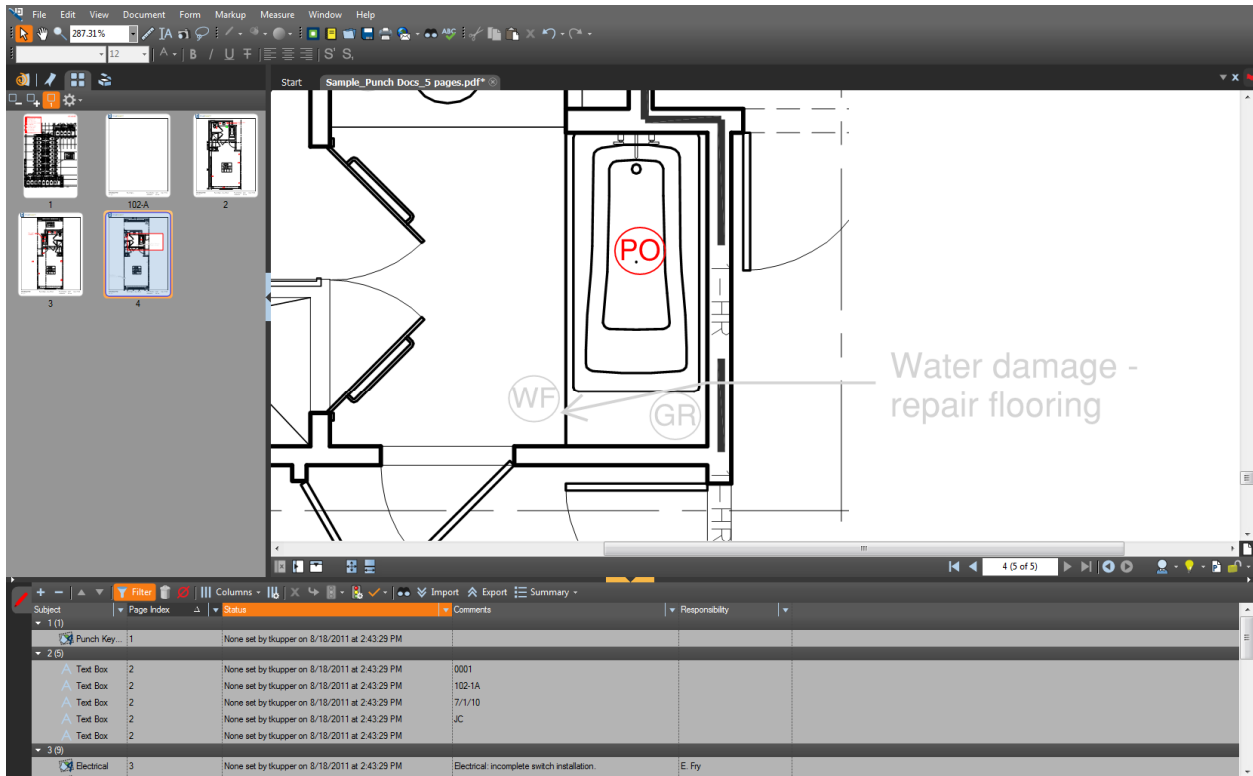 File Edit View Document Form Markup Measure Window Help
287.31%
12
Start Sample_Punch Docs_5 pages.pdf*
1 102-A 2
3 4
PO
WF
GR
HR
HR
Water damage -
repair flooring
4 (5 of 5)
Filter Columns Import Export Summary
Subject Page Index Status Comments Responsibility
1 (1)
Punch Key... 1 None set by tkupper on 8/18/2011 at 2:43:29 PM
2 (5)
Text Box 2 None set by tkupper on 8/18/2011 at 2:43:29 PM 0001
Text Box 2 None set by tkupper on 8/18/2011 at 2:43:29 PM 102-1A
Text Box 2 None set by tkupper on 8/18/2011 at 2:43:29 PM 7/1/10
Text Box 2 None set by tkupper on 8/18/2011 at 2:43:29 PM JC
Text Box 2 None set by tkupper on 8/18/2011 at 2:43:29 PM
3 (9)
Electrical 3 None set by tkupper on 8/18/2011 at 2:43:29 PM Electrical: incomplete switch installation. E. Fry